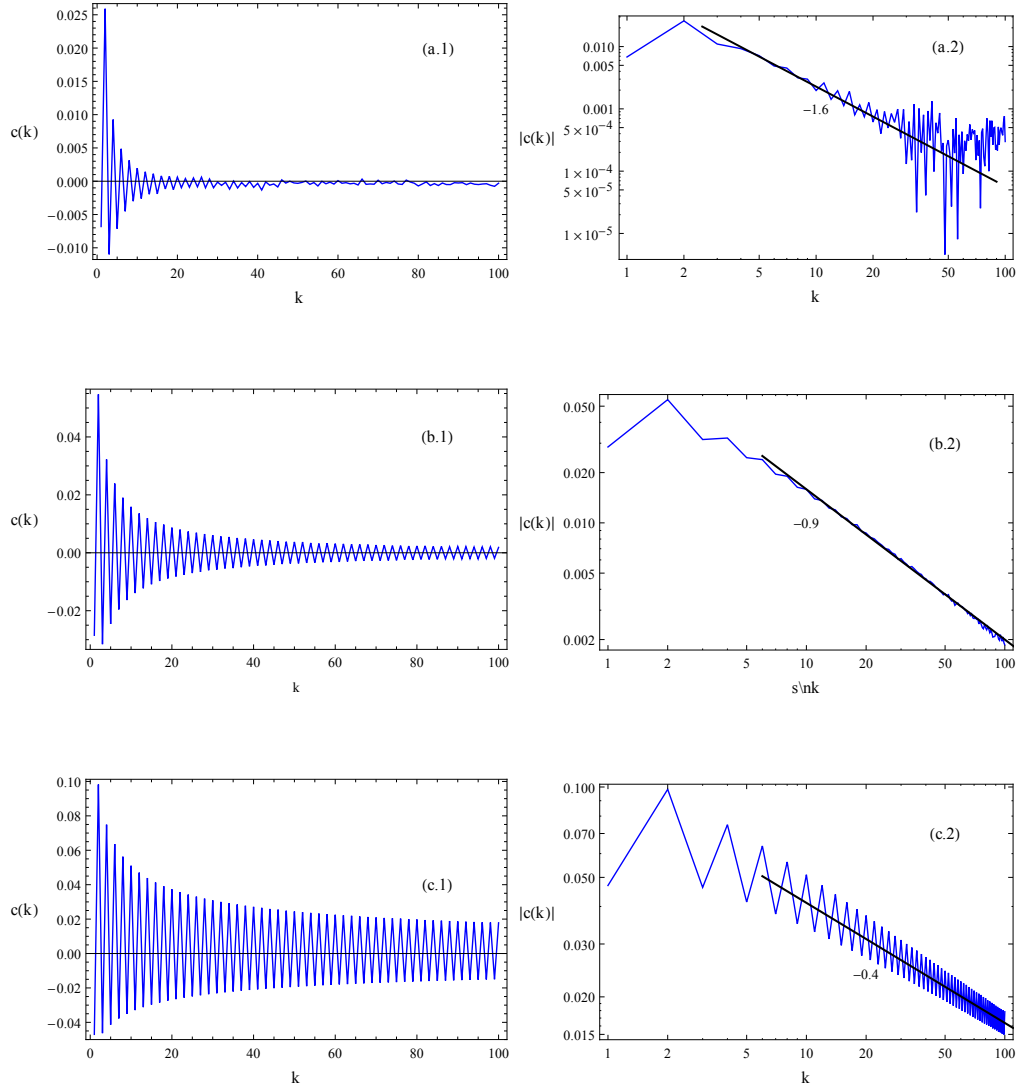 (a.1)
c(k)
0.025
0.020
0.015
0.010
0.005
0.000
−0.005
−0.010
0 20 40 60 80 100
k
(a.2)
|c(k)|
0.010
0.005
0.001
5×10⁻⁴
1×10⁻⁴
5×10⁻⁵
1×10⁻⁵
−1.6
1 2 5 10 20 50 100
k
(b.1)
c(k)
0.04
0.02
0.00
−0.02
0 20 40 60 80 100
k
(b.2)
|c(k)|
0.050
0.020
0.010
0.005
0.002
−0.9
1 2 5 10 20 50 100
s\nk
(c.1)
c(k)
0.10
0.08
0.06
0.04
0.02
0.00
−0.02
−0.04
0 20 40 60 80 100
k
(c.2)
|c(k)|
0.100
0.070
0.050
0.030
0.020
0.015
−0.4
1 2 5 10 20 50 100
k